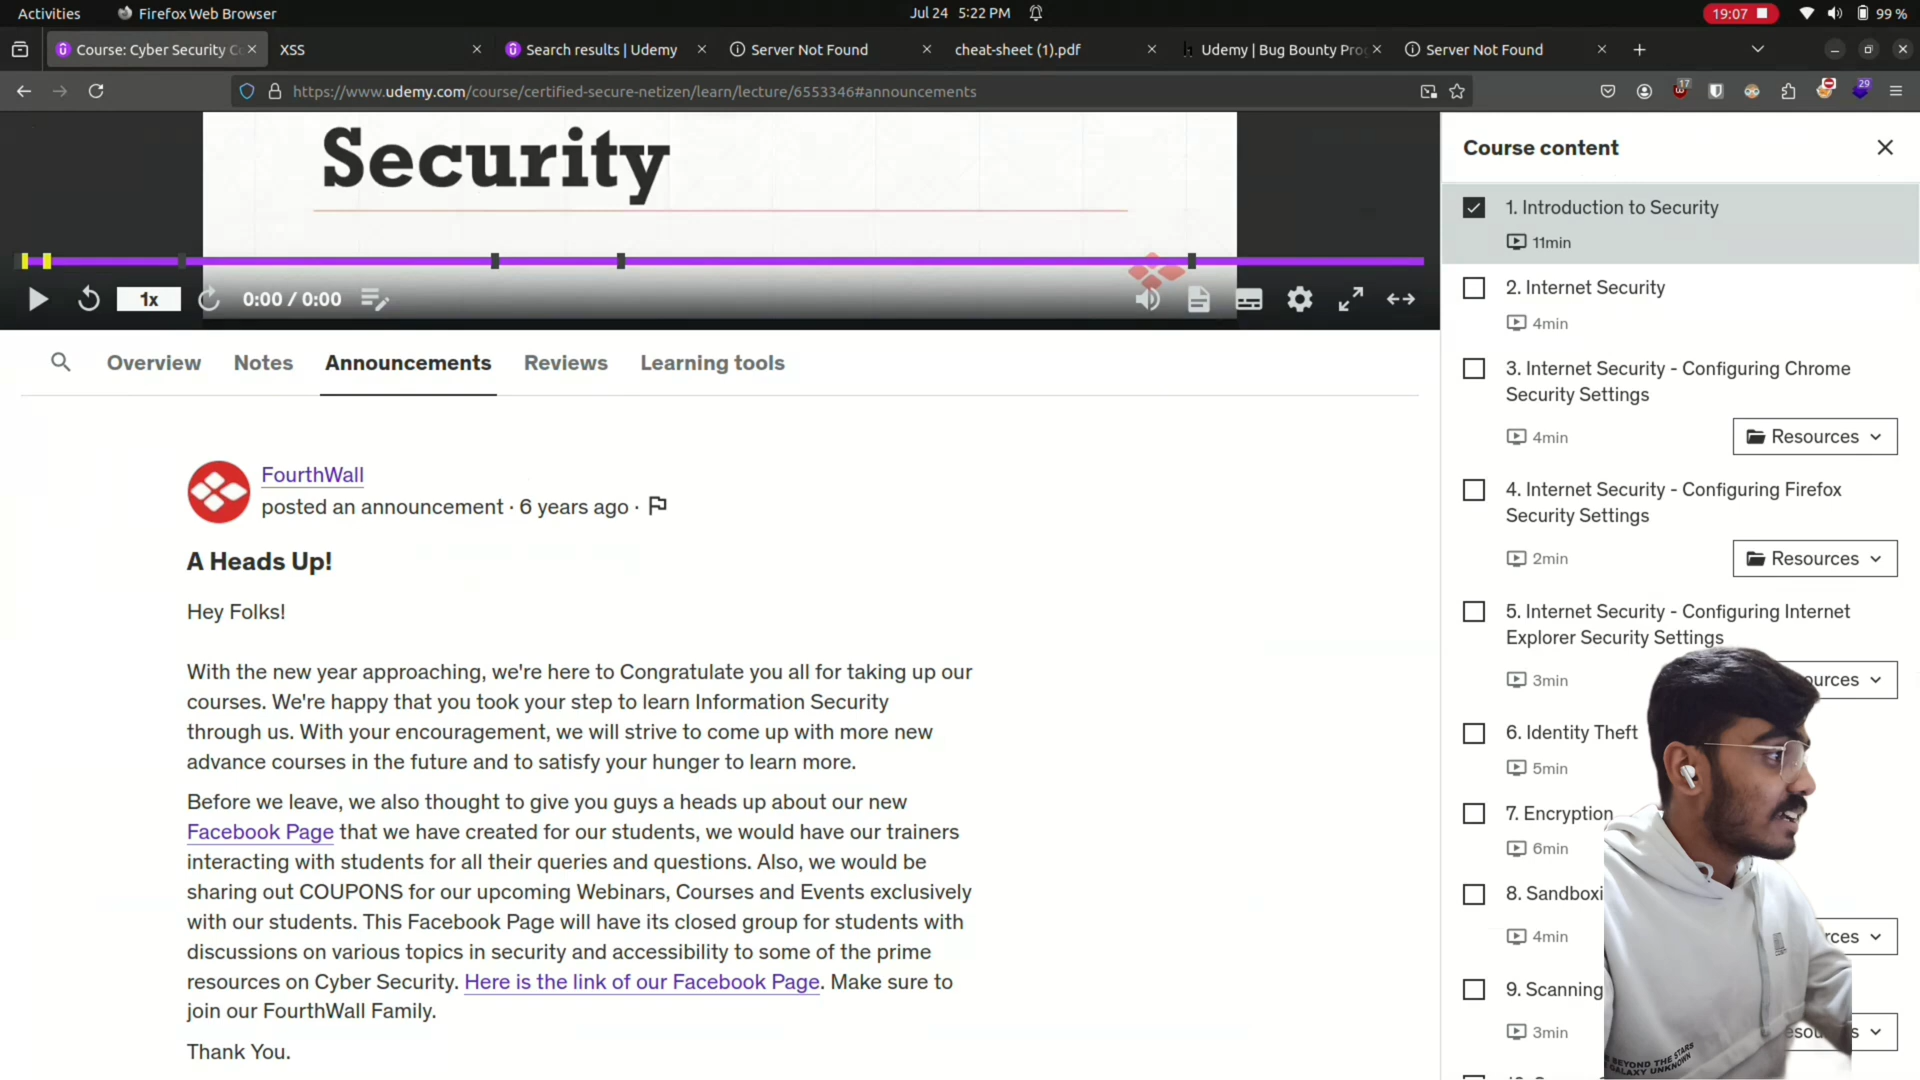 Activities
Firefox Web Browser
Jul 24 5:22 PM
19:07
99 %
Course: Cyber Security C
XSS
Search results | Udemy
Server Not Found
cheat-sheet (1).pdf
Udemy | Bug Bounty Pro
Server Not Found
https://www.udemy.com/course/certified-secure-netizen/learn/lecture/6553346#announcements
17
29
Security
1x
0:00 / 0:00
Overview
Notes
Announcements
Reviews
Learning tools
FourthWall
posted an announcement · 6 years ago ·
A Heads Up!
Hey Folks!
With the new year approaching, we're here to Congratulate you all for taking up our
courses. We're happy that you took your step to learn Information Security
through us. With your encouragement, we will strive to come up with more new
advance courses in the future and to satisfy your hunger to learn more.
Before we leave, we also thought to give you guys a heads up about our new
Facebook Page that we have created for our students, we would have our trainers
interacting with students for all their queries and questions. Also, we would be
sharing out COUPONS for our upcoming Webinars, Courses and Events exclusively
with our students. This Facebook Page will have its closed group for students with
discussions on various topics in security and accessibility to some of the prime
resources on Cyber Security. Here is the link of our Facebook Page. Make sure to
join our FourthWall Family.
Thank You.
Course content
1. Introduction to Security
11min
2. Internet Security
4min
3. Internet Security - Configuring Chrome
Security Settings
4min
Resources
4. Internet Security - Configuring Firefox
Security Settings
2min
Resources
5. Internet Security - Configuring Internet
Explorer Security Settings
3min
ources
6. Identity Theft
5min
7. Encryption
6min
8. Sandboxi
4min
rces
9. Scanning
3min
BEYOND THE STARS
GALAXY UNKNOWN